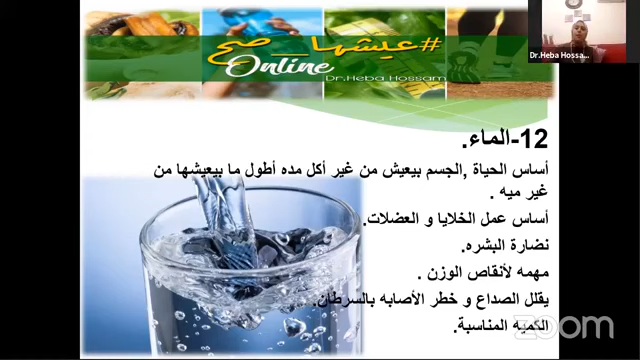 #عيشها_صح
Online
Dr.Heba Hossam
Dr.Heba Hossa...
12-الماء.
أساس الحياة ,الجسم بيعيش من غير أكل مده أطول ما بيعيشها من
غير ميه .
أساس عمل الخلايا و العضلات.
نضارة البشره.
مهمه لأنقاص الوزن .
يقلل الصداع و خطر الأصابه بالسرطان.
الكميه المناسبة.
zoom